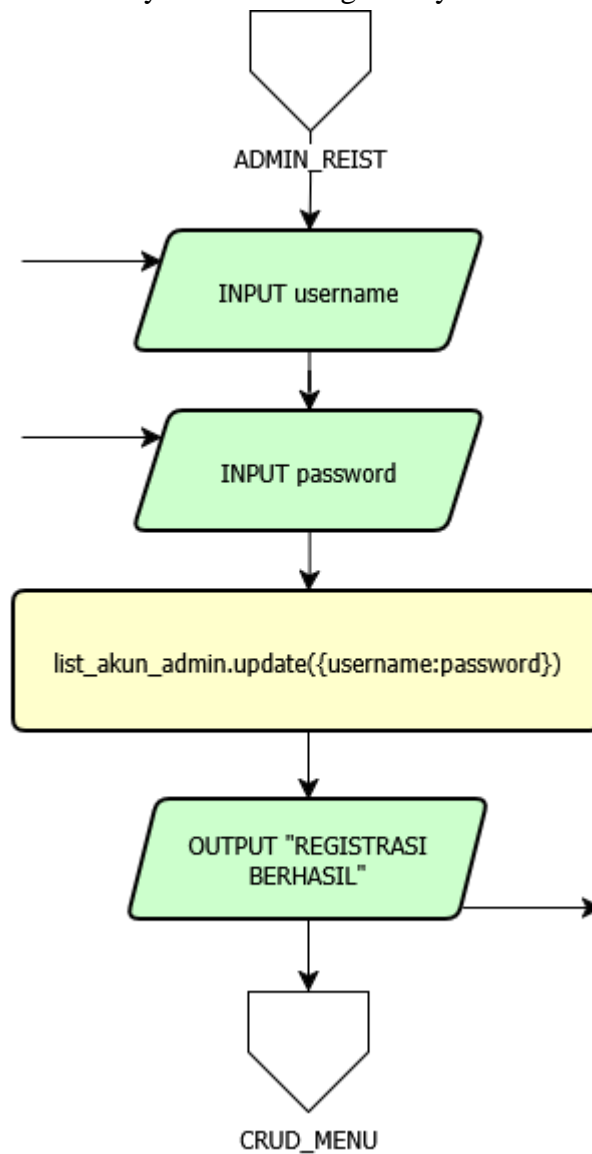 ADMIN_REIST
INPUT username
INPUT password
list_akun_admin.update({username:password})
OUTPUT "REGISTRASI
BERHASIL"
CRUD_MENU